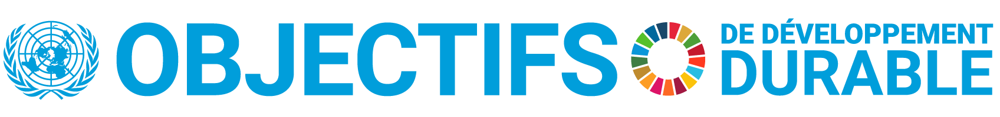 OBJECTIFS
DE DÉVELOPPEMENT
DURABLE